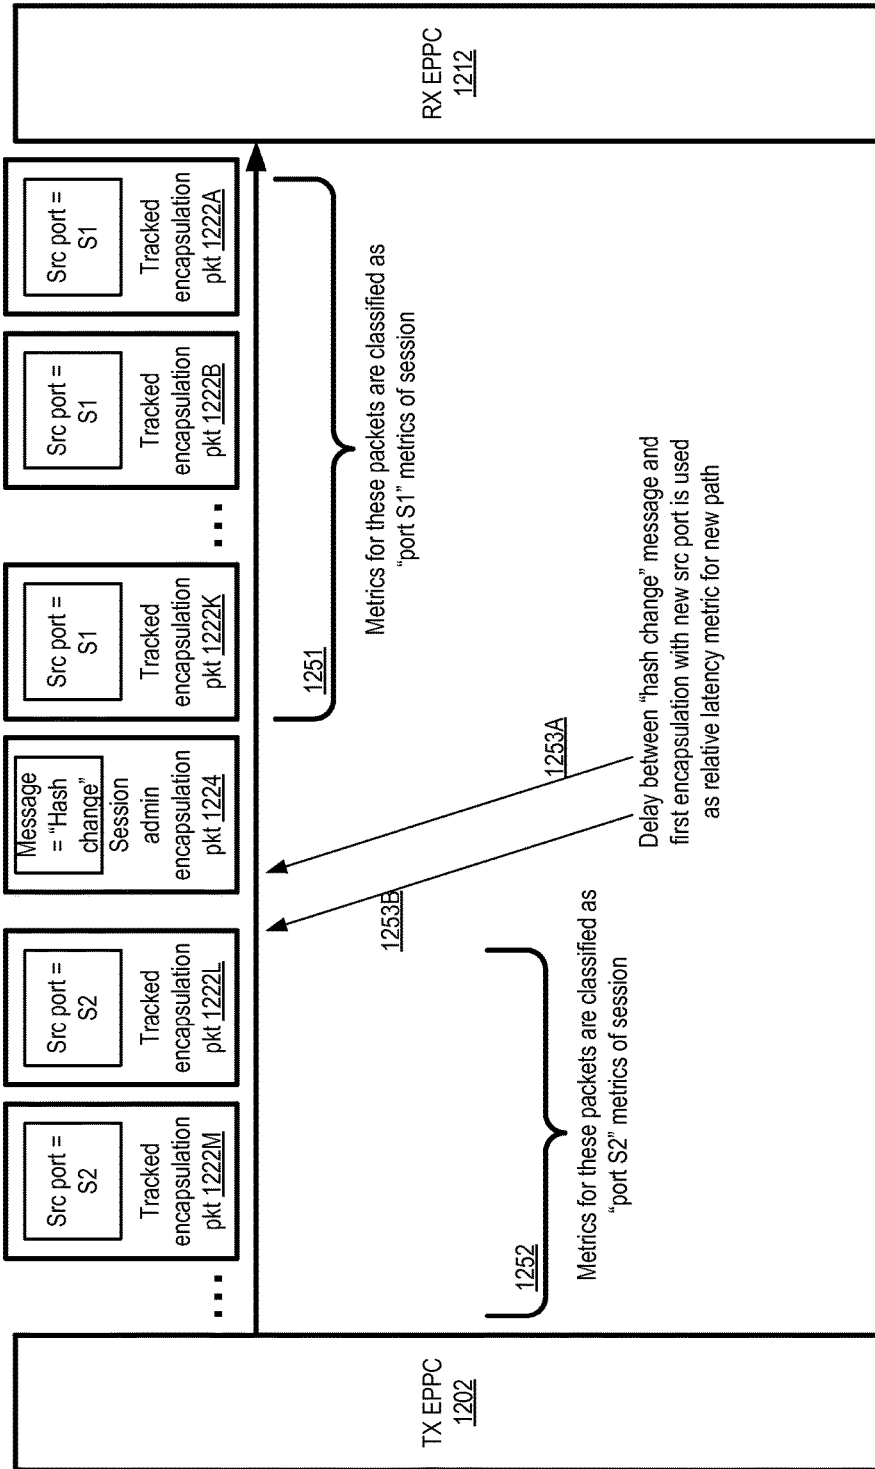 TX EPPC
1202
Src port =
S2
Tracked
encapsulation
pkt 1222M
Src port =
S2
Tracked
encapsulation
pkt 1222L
Message
= “Hash
change”
Session
admin
encapsulation
pkt 1224
Src port =
S1
Tracked
encapsulation
pkt 1222K
Src port =
S1
Tracked
encapsulation
pkt 1222B
Src port =
S1
Tracked
encapsulation
pkt 1222A
RX EPPC
1212
1251
Metrics for these packets are classified as
“port S1” metrics of session
1253B
1253A
1252
Metrics for these packets are classified as
“port S2” metrics of session
Delay between “hash change” message and
first encapsulation with new src port is used
as relative latency metric for new path